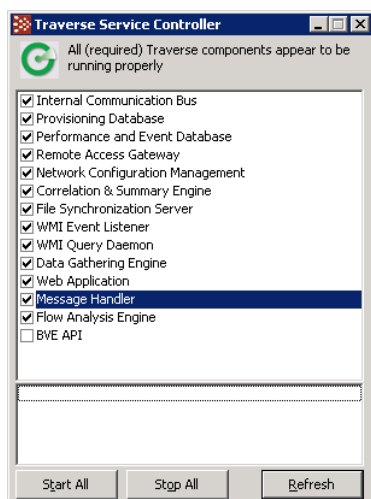 Traverse Service Controller
All (required) Traverse components appear to be
running properly
Internal Communication Bus
Provisioning Database
Performance and Event Database
Remote Access Gateway
Network Configuration Management
Correlation & Summary Engine
File Synchronization Server
WMI Event Listener
WMI Query Daemon
Data Gathering Engine
Web Application
Message Handler
Flow Analysis Engine
BVE API
Start All Stop All Refresh